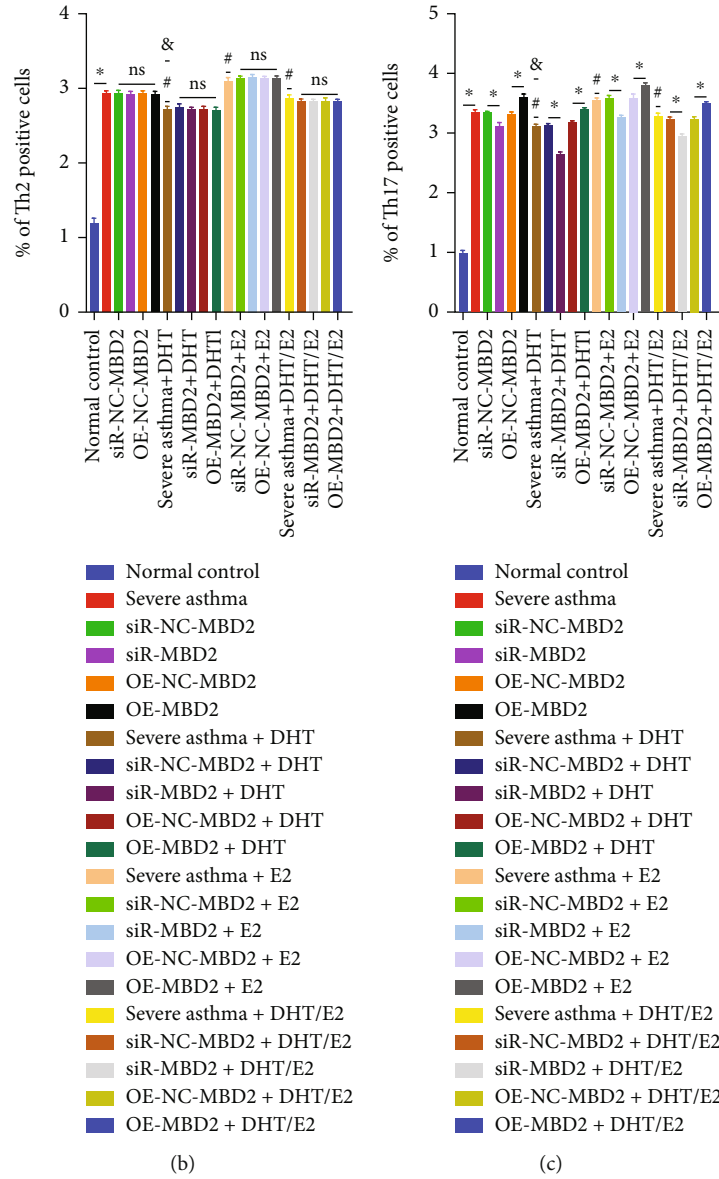 % of Th2 positive cells
4
3
2
1
0
*
ns
&
-
#
-
ns
#
-
ns
#
-
ns
Normal control
siR-NC-MBD2
OE-NC-MBD2
Severe asthma+DHT
siR-MBD2+DHT
OE-MBD2+DHT1
siR-NC-MBD2+E2
OE-NC-MBD2+E2
Severe asthma+DHT/E2
siR-MBD2+DHT/E2
OE-MBD2+DHT/E2
Normal control
Severe asthma
siR-NC-MBD2
siR-MBD2
OE-NC-MBD2
OE-MBD2
Severe asthma + DHT
siR-NC-MBD2 + DHT
siR-MBD2 + DHT
OE-NC-MBD2 + DHT
OE-MBD2 + DHT
Severe asthma + E2
siR-NC-MBD2 + E2
siR-MBD2 + E2
OE-NC-MBD2 + E2
OE-MBD2 + E2
Severe asthma + DHT/E2
siR-NC-MBD2 + DHT/E2
siR-MBD2 + DHT/E2
OE-NC-MBD2 + DHT/E2
OE-MBD2 + DHT/E2
(b)
% of Th17 positive cells
5
4
3
2
1
0
*
*
*
&
-
#
-
*
*
#
-
*
*
#
-
*
*
Normal control
siR-NC-MBD2
OE-NC-MBD2
Severe asthma+DHT
siR-MBD2+DHT
OE-MBD2+DHT1
siR-NC-MBD2+E2
OE-NC-MBD2+E2
Severe asthma+DHT/E2
siR-MBD2+DHT/E2
OE-MBD2+DHT/E2
Normal control
Severe asthma
siR-NC-MBD2
siR-MBD2
OE-NC-MBD2
OE-MBD2
Severe asthma + DHT
siR-NC-MBD2 + DHT
siR-MBD2 + DHT
OE-NC-MBD2 + DHT
OE-MBD2 + DHT
Severe asthma + E2
siR-NC-MBD2 + E2
siR-MBD2 + E2
OE-NC-MBD2 + E2
OE-MBD2 + E2
Severe asthma + DHT/E2
siR-NC-MBD2 + DHT/E2
siR-MBD2 + DHT/E2
OE-NC-MBD2 + DHT/E2
OE-MBD2 + DHT/E2
(c)